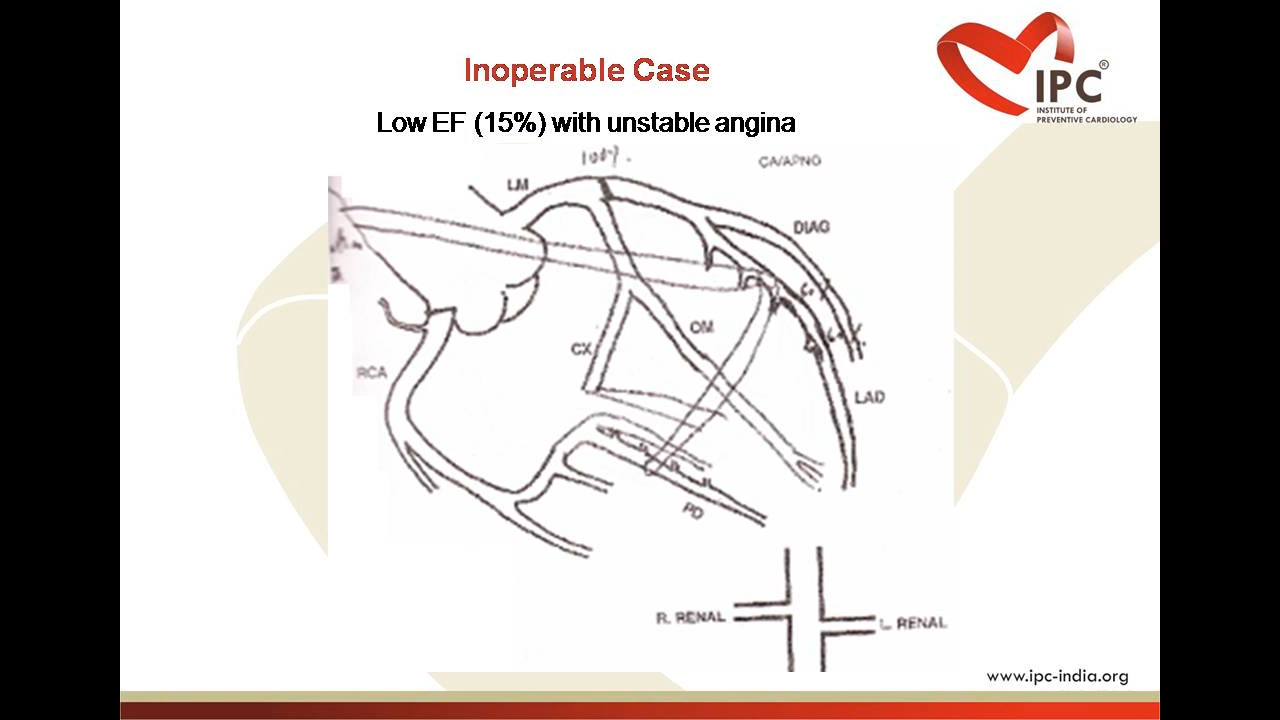 Inoperable Case
IPC®
INSTITUTE OF
PREVENTIVE CARDIOLOGY
Low EF (15%) with unstable angina
100%.
CA/APNG
LM
DIAG
OM
CX
RCA
LAD
PD
R. RENAL
L. RENAL
www.ipc-india.org